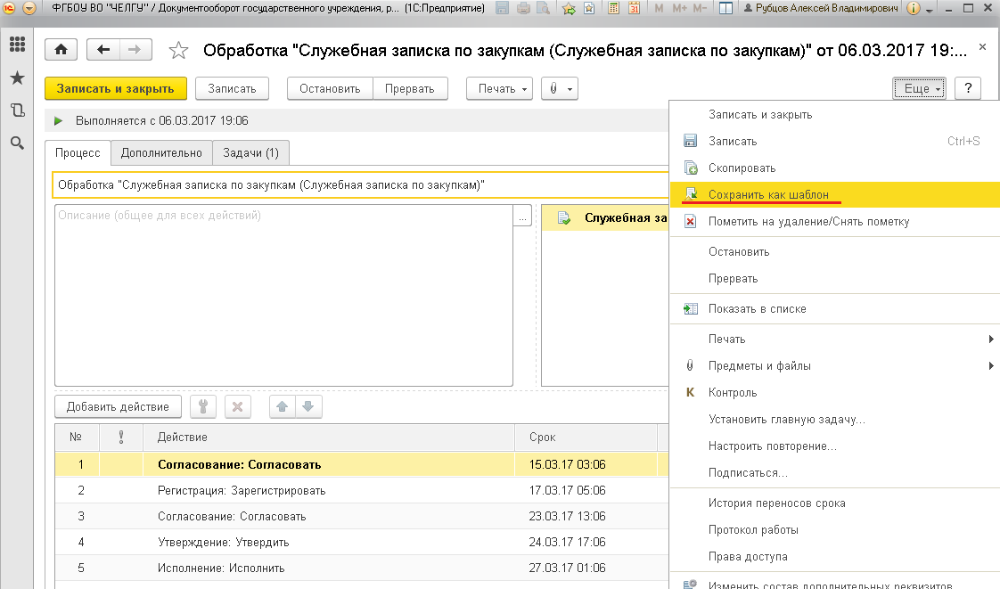 ФГБОУ ВО "ЧЕЛГУ" / Документооборот государственного учреждения, р... (1С:Предприятие) M M+ M- Рубцов Алексей Владимирович
Обработка "Служебная записка по закупкам (Служебная записка по закупкам)" от 06.03.2017 19:...
Записать и закрыть Записать Остановить Прервать Печать Еще ?
Выполняется с 06.03.2017 19:06
Процесс Дополнительно Задачи (1)
Обработка "Служебная записка по закупкам (Служебная записка по закупкам)"
Описание (общее для всех действий) ...
Служебная за
Добавить действие
№ Действие Срок
1 Согласование: Согласовать 15.03.17 03:06
2 Регистрация: Зарегистрировать 17.03.17 05:06
3 Согласование: Согласовать 23.03.17 13:06
4 Утверждение: Утвердить 24.03.17 17:06
5 Исполнение: Исполнить 27.03.17 01:06
Записать и закрыть
Записать Ctrl+S
Скопировать
Сохранить как шаблон
Пометить на удаление/Снять пометку
Остановить
Прервать
Показать в списке
Печать
Предметы и файлы
К Контроль
Установить главную задачу...
Настроить повторение...
Подписаться...
История переносов срока
Протокол работы
Права доступа
Изменить состав дополнительных реквизитов